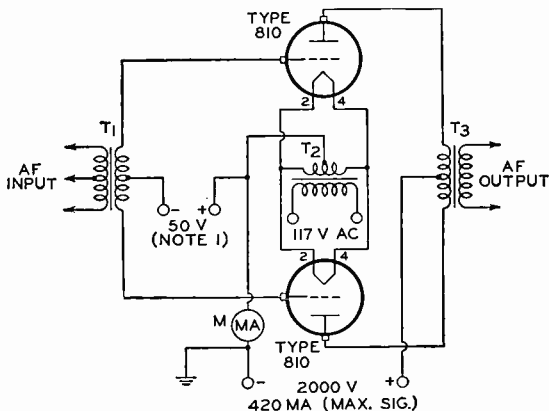 TYPE
810
2 4
T1
T2
T3
AF
INPUT
- +
50 V
(NOTE 1)
117 V AC
AF
OUTPUT
2 4
M MA
TYPE
810
- +
2000 V
420 MA (MAX. SIG.)